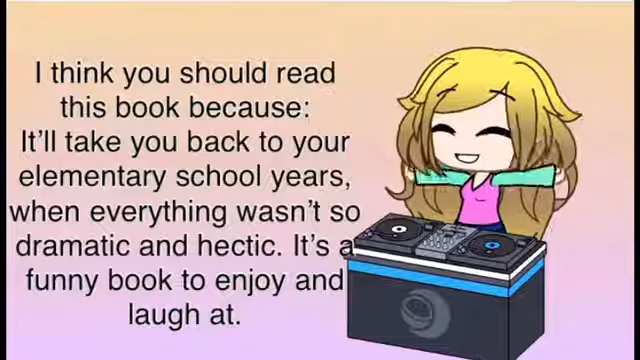 I think you should read
this book because:
It’ll take you back to your
elementary school years,
when everything wasn’t so
dramatic and hectic. It’s a
funny book to enjoy and
laugh at.